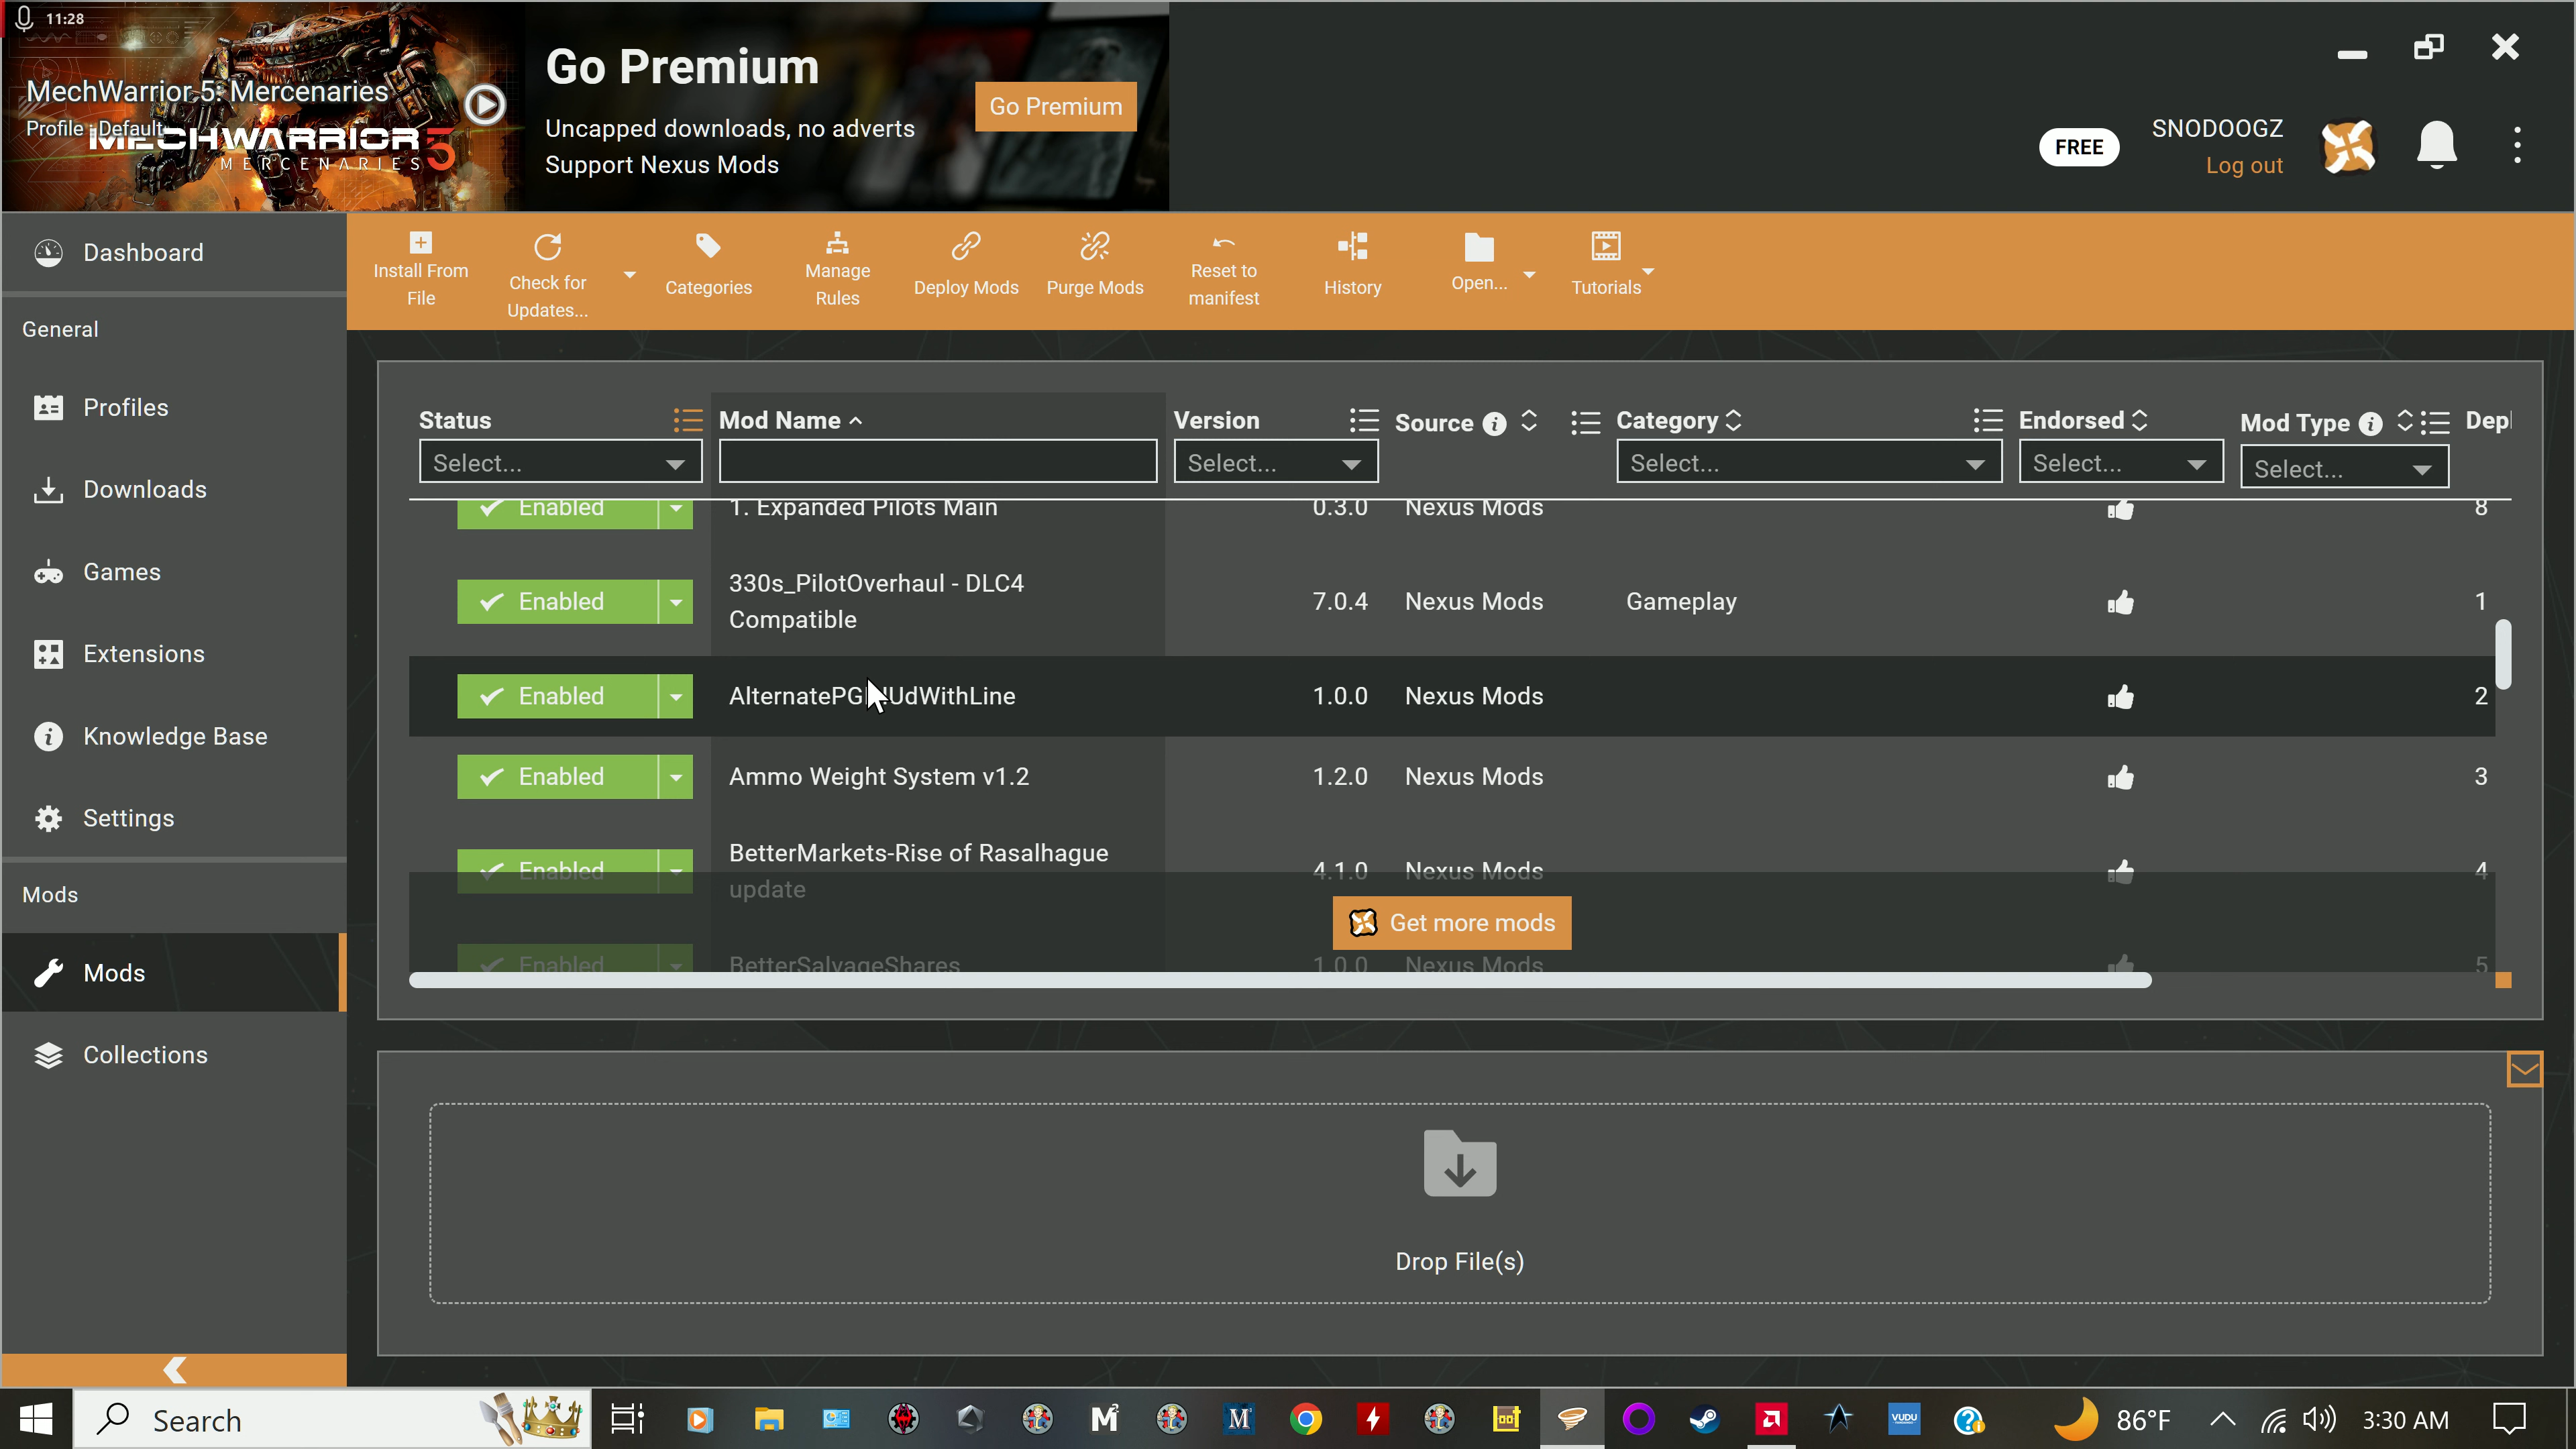 11:28
MechWarrior 5: Mercenaries
Profile : Default
MECHWARRIOR 5
MERCENARIES
Go Premium
Uncapped downloads, no adverts
Support Nexus Mods
Go Premium
FREE
SNODOOGZ
Log out
Dashboard
General
Profiles
Downloads
Games
Extensions
Knowledge Base
Settings
Mods
Mods
Collections
Install From
File
Check for
Updates...
Categories
Manage
Rules
Deploy Mods
Purge Mods
Reset to
manifest
History
Open...
Tutorials
Status
Mod Name
Version
Source
Category
Endorsed
Mod Type
Depl
Select...
Select...
Select...
Select...
Select...
Enabled 1. Expanded Pilots Main 0.3.0 Nexus Mods 8
330s_PilotOverhaul - DLC4
Enabled 7.0.4 Nexus Mods Gameplay 1
Compatible
Enabled 1.0.0 Nexus Mods 2
Enabled Ammo Weight System v1.2 1.2.0 Nexus Mods 3
BetterMarkets-Rise of Rasalhague
Enabled 4.1.0 Nexus Mods 4
update
Get more mods
Enabled BetterSalvageShares 1.0.0 Nexus Mods 5
Drop File(s)
Search
M
2
M
VUDU
86°F
3:30 AM